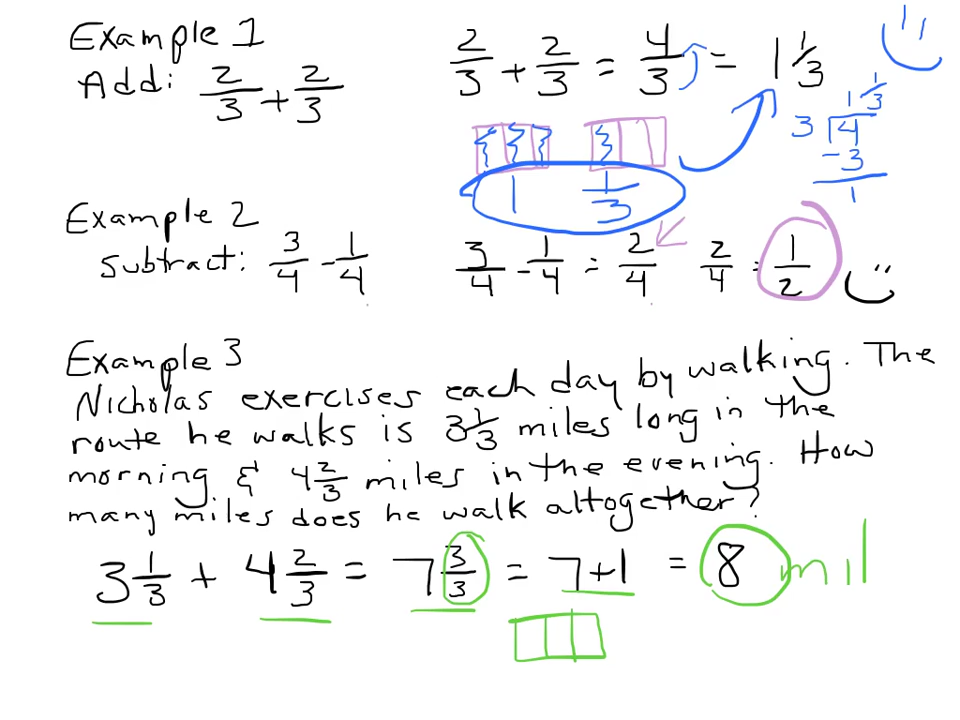 Example 1
Add: 2/3 + 2/3
2/3 + 2/3 = 4/3 = 1 1/3
1 1/3
3 4
-3
1
1 1/3
Example 2
Subtract: 3/4 - 1/4
3/4 - 1/4 = 2/4 2/4 = 1/2
Example 3
Nicholas exercises each day by walking. The
route he walks is 3 1/3 miles long in the
morning & 4 2/3 miles in the evening. How
many miles does he walk altogether?
3 1/3 + 4 2/3 = 7 3/3 = 7+1 = 8 mil